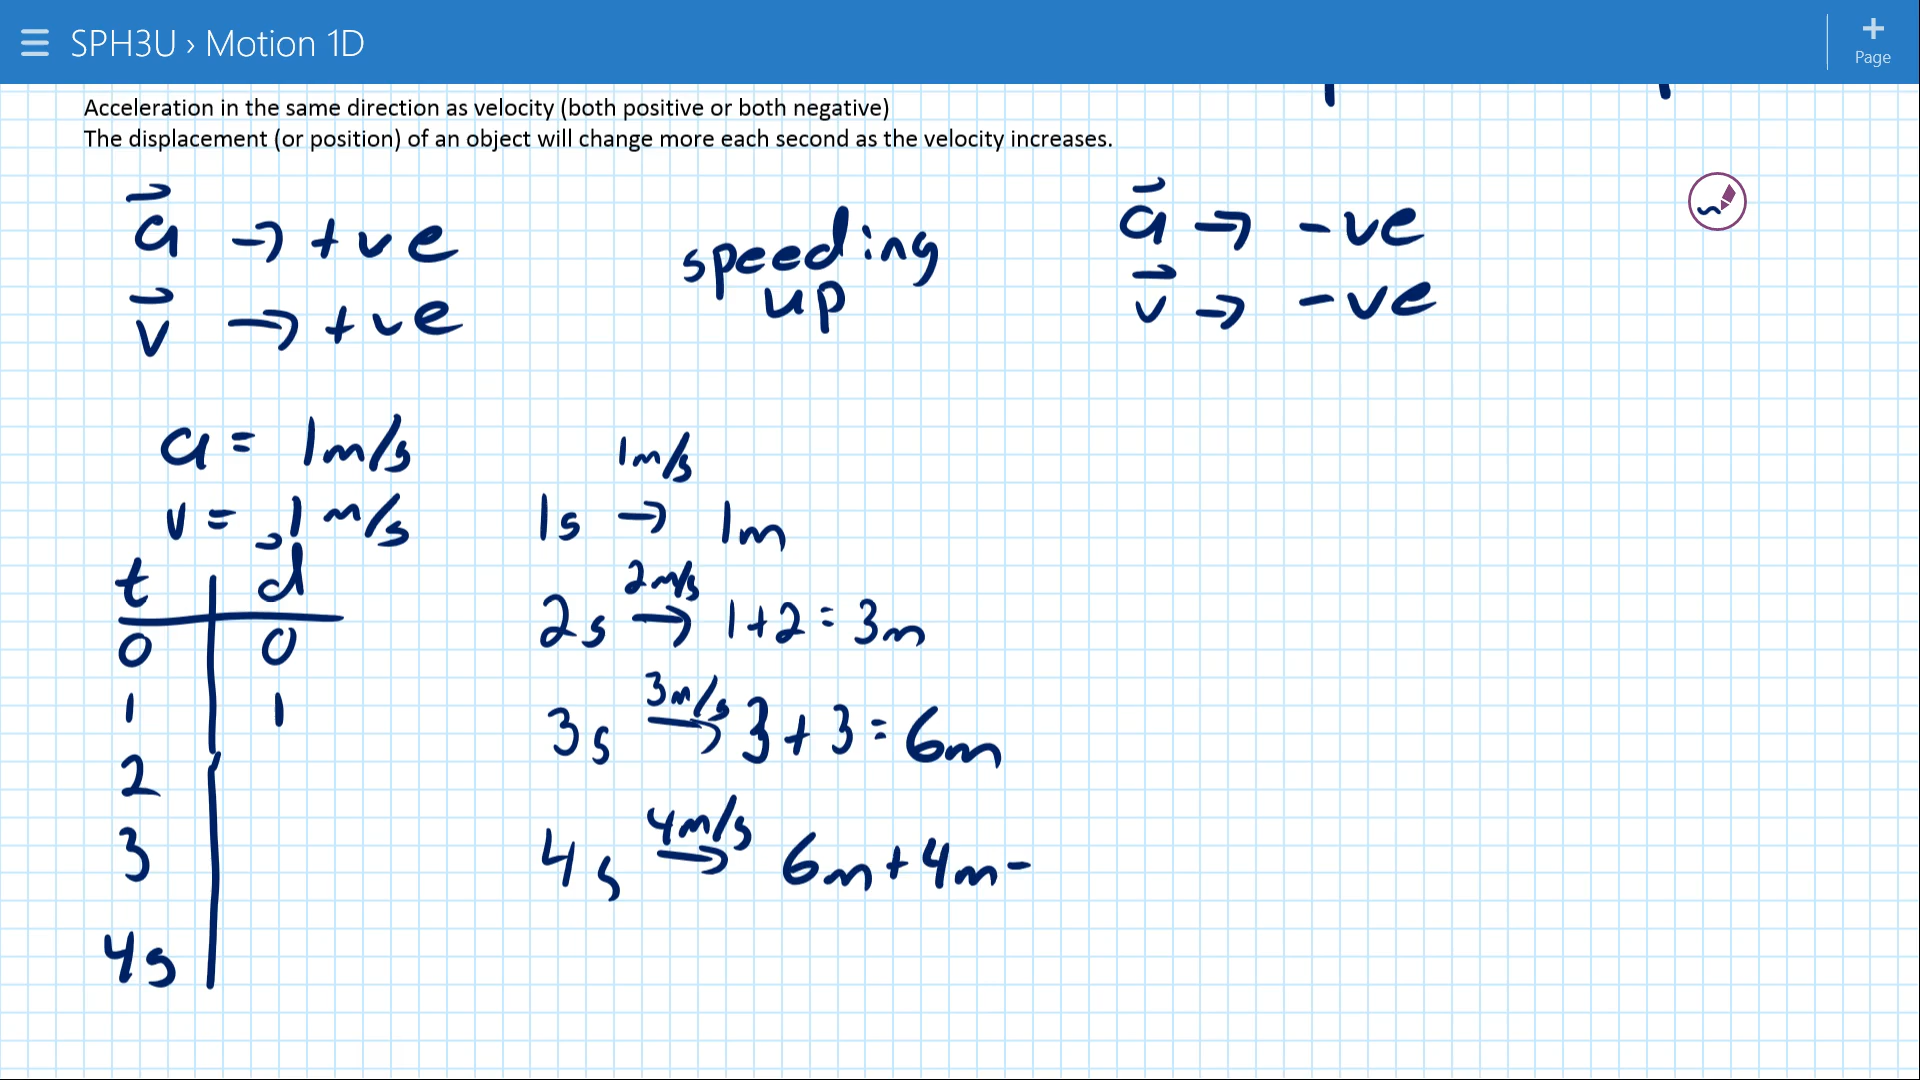 SPH3U › Motion 1D
Page
Acceleration in the same direction as velocity (both positive or both negative)
The displacement (or position) of an object will change more each second as the velocity increases.
a → +ve
v → +ve
speeding
up
a → -ve
v → -ve
a = 1m/s
v = 1m/s
t d
0 0
1 1
2
3
4s
1m/s
1s → 1m
2m/s
2s → 1+2=3m
3m/s
3s → 3+3=6m
4m/s
4s → 6m+4m-